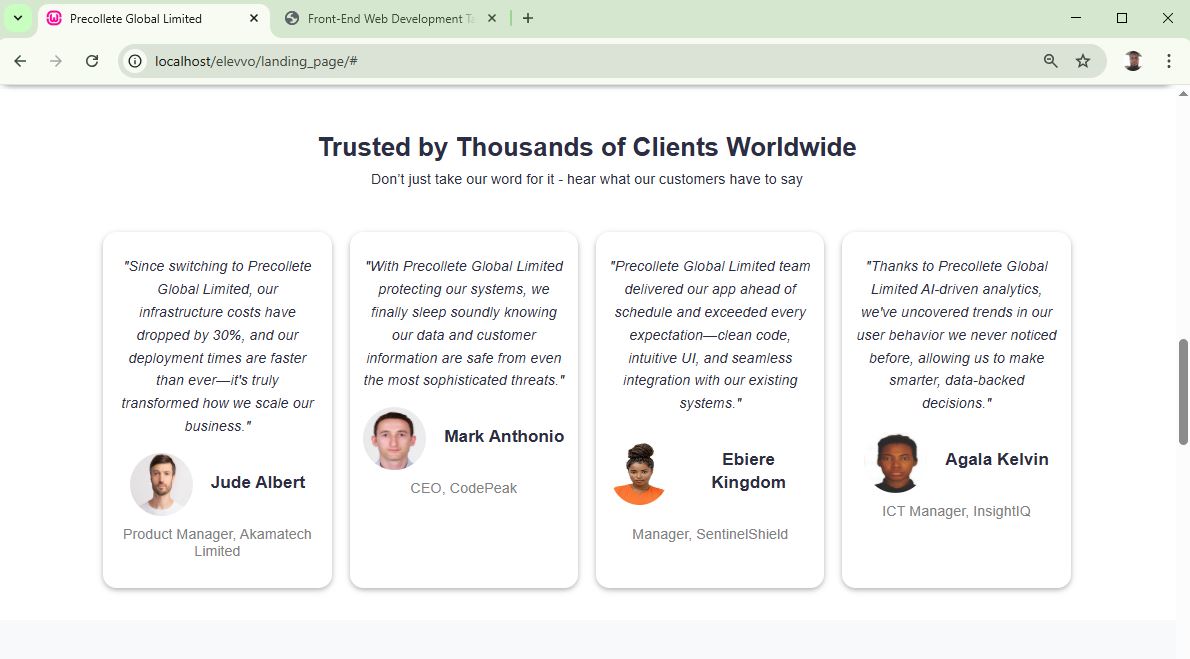 Precollete Global Limited
Front-End Web Development Ta
localhost/elevvo/landing_page/#
Trusted by Thousands of Clients Worldwide
Don’t just take our word for it - hear what our customers have to say
"Since switching to Precollete
Global Limited, our
infrastructure costs have
dropped by 30%, and our
deployment times are faster
than ever—it's truly
transformed how we scale our
business."
Jude Albert
Product Manager, Akamatech
Limited
"With Precollete Global Limited
protecting our systems, we
finally sleep soundly knowing
our data and customer
information are safe from even
the most sophisticated threats."
Mark Anthonio
CEO, CodePeak
"Precollete Global Limited team
delivered our app ahead of
schedule and exceeded every
expectation—clean code,
intuitive UI, and seamless
integration with our existing
systems."
Ebiere
Kingdom
Manager, SentinelShield
"Thanks to Precollete Global
Limited AI-driven analytics,
we've uncovered trends in our
user behavior we never noticed
before, allowing us to make
smarter, data-backed
decisions."
Agala Kelvin
ICT Manager, InsightIQ